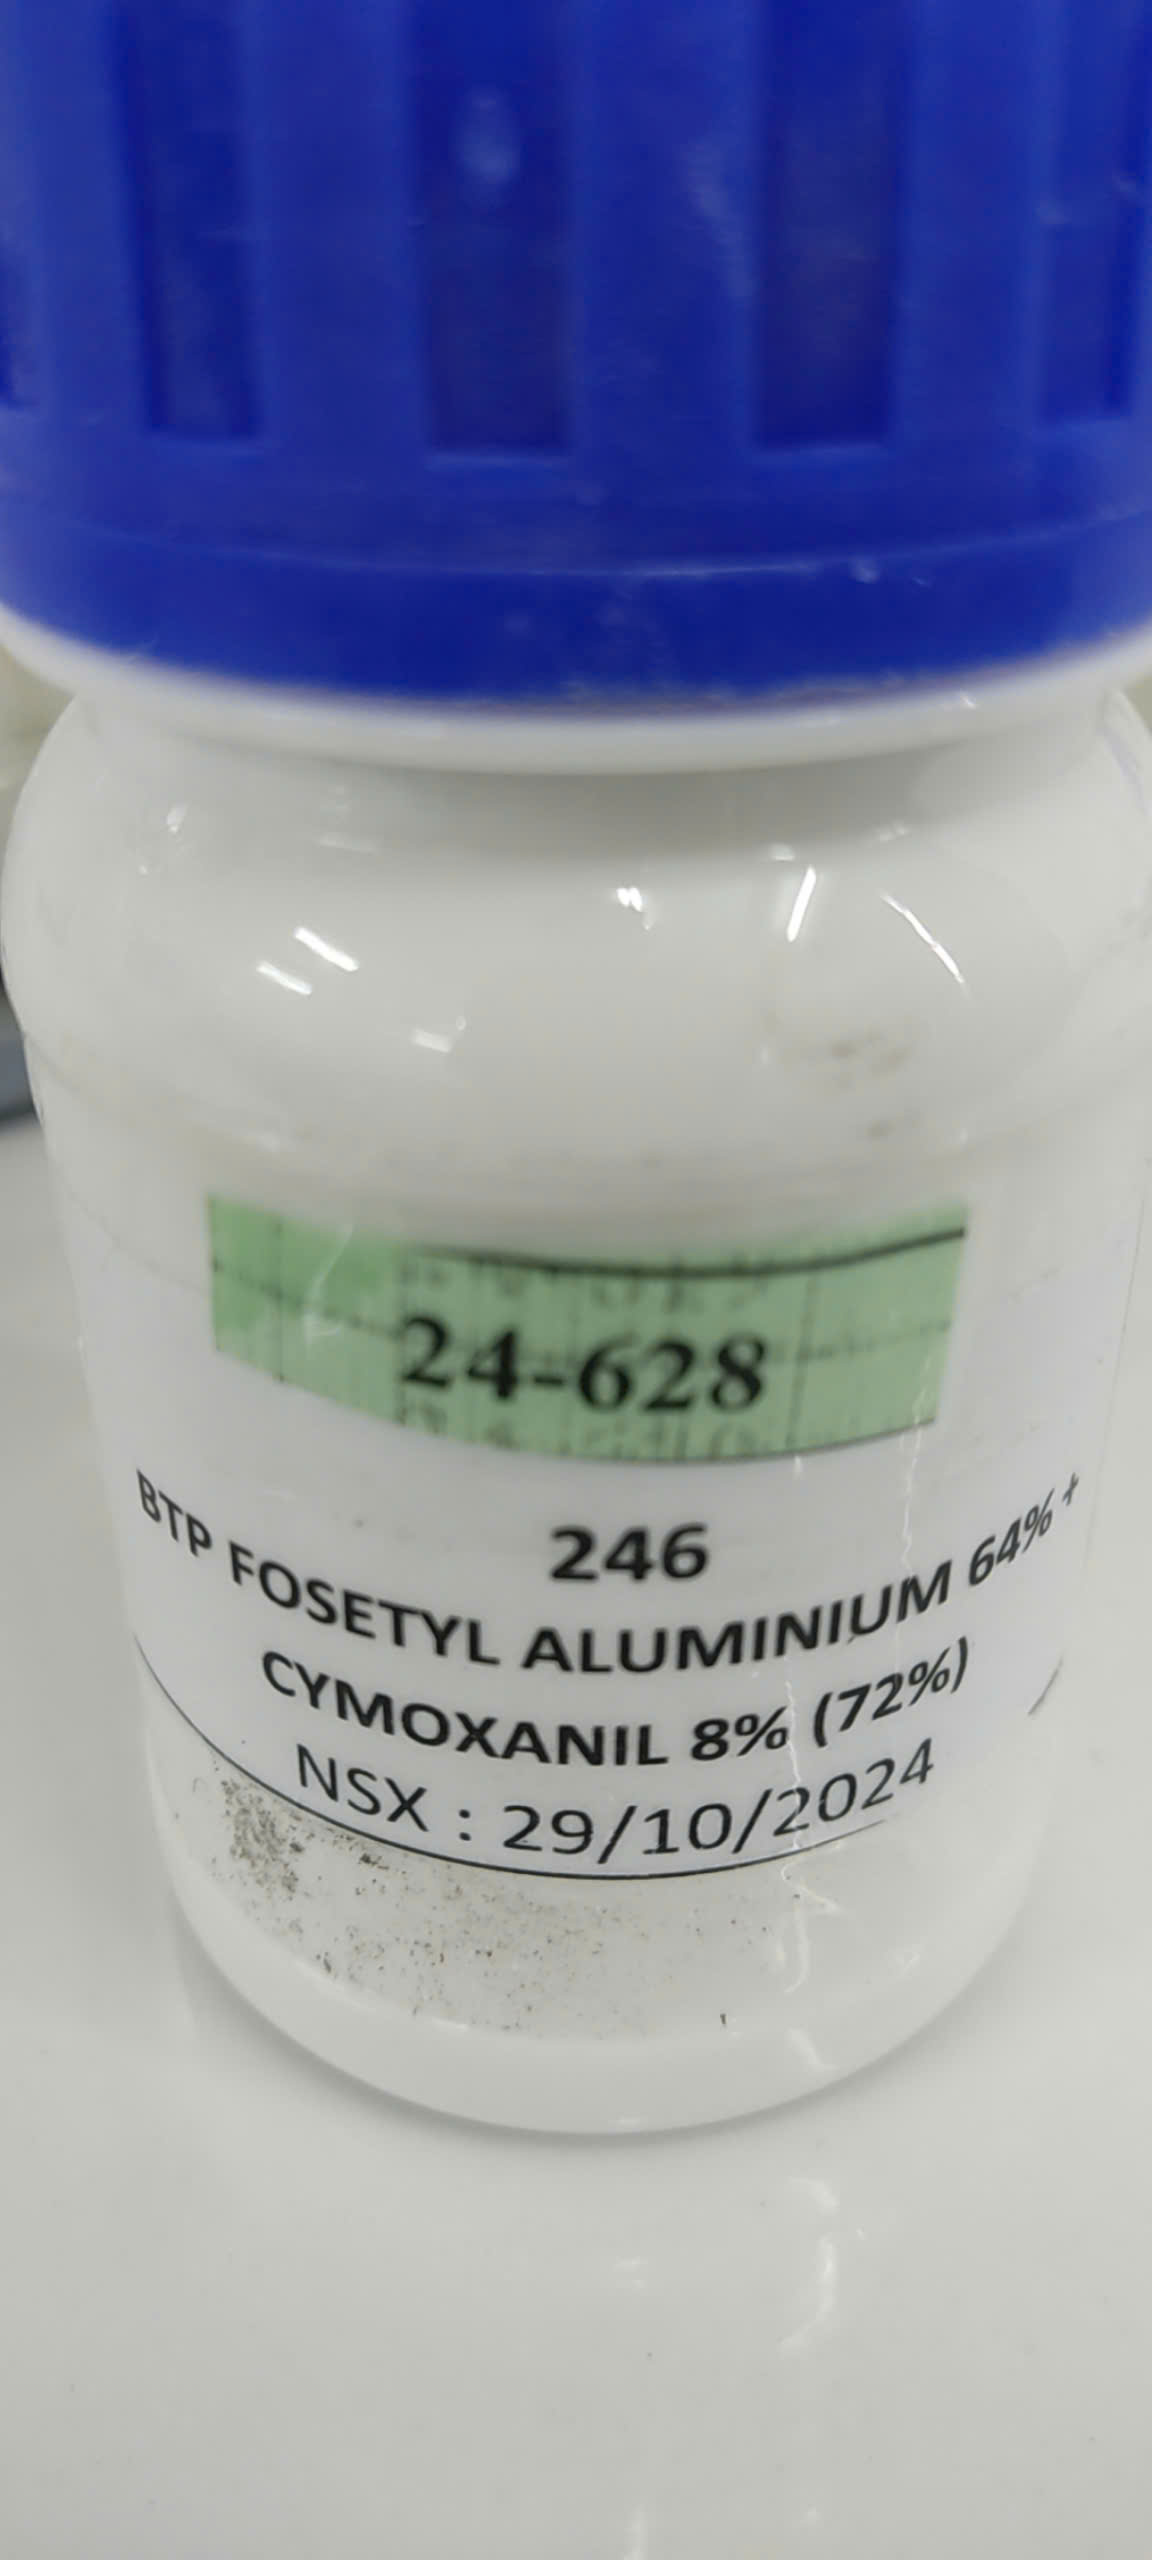 24-628
246
BTP FOSETYL ALUMINIUM 64% +
CYMOXANIL 8% (72%)
NSX : 29/10/2024